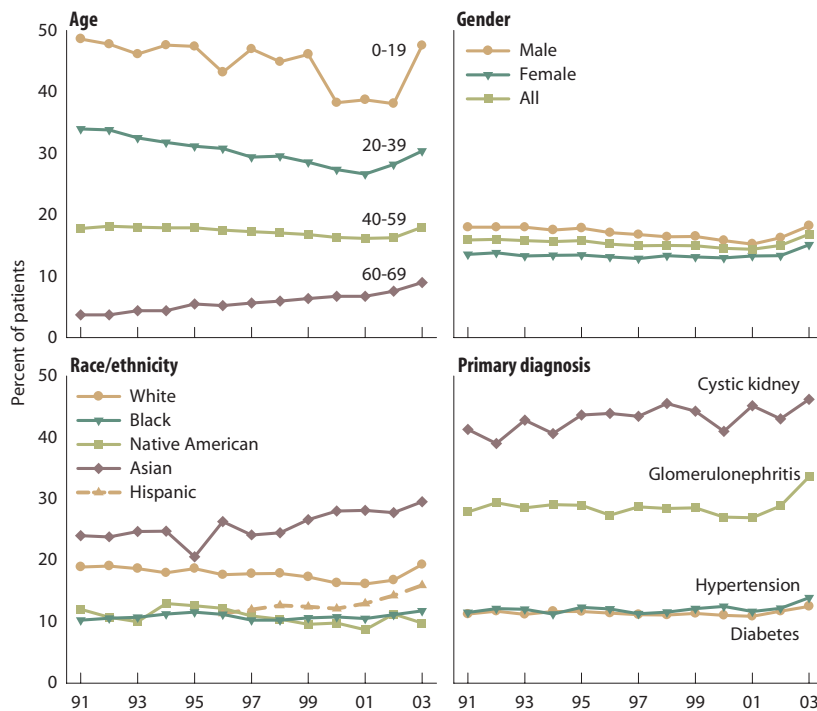 Age
50
40
30
20
10
0
0-19
20-39
40-59
60-69
Gender
Male
Female
All
Percent of patients
Race/ethnicity
50
40
30
20
10
0
White
Black
Native American
Asian
Hispanic
91 93 95 97 99 01 03
Primary diagnosis
Cystic kidney
Glomerulonephritis
Hypertension
Diabetes
91 93 95 97 99 01 03